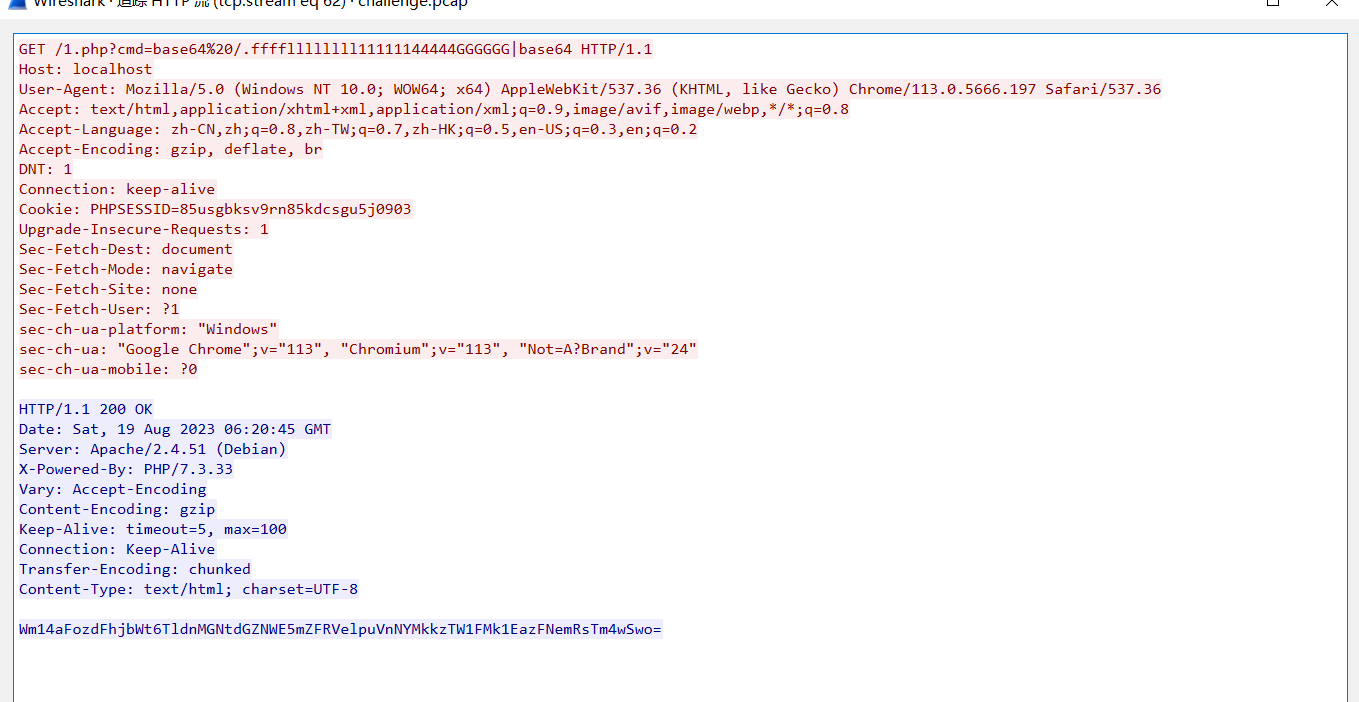 Wireshark · 追踪 HTTP 流 (tcp.stream eq 62) · challenge.pcap
GET /1.php?cmd=base64%20/.ffffllllllll11111144444GGGGGG|base64 HTTP/1.1
Host: localhost
User-Agent: Mozilla/5.0 (Windows NT 10.0; WOW64; x64) AppleWebKit/537.36 (KHTML, like Gecko) Chrome/113.0.5666.197 Safari/537.36
Accept: text/html,application/xhtml+xml,application/xml;q=0.9,image/avif,image/webp,*/*;q=0.8
Accept-Language: zh-CN,zh;q=0.8,zh-TW;q=0.7,zh-HK;q=0.5,en-US;q=0.3,en;q=0.2
Accept-Encoding: gzip, deflate, br
DNT: 1
Connection: keep-alive
Cookie: PHPSESSID=85usgbksv9rn85kdcsgu5j0903
Upgrade-Insecure-Requests: 1
Sec-Fetch-Dest: document
Sec-Fetch-Mode: navigate
Sec-Fetch-Site: none
Sec-Fetch-User: ?1
sec-ch-ua-platform: "Windows"
sec-ch-ua: "Google Chrome";v="113", "Chromium";v="113", "Not=A?Brand";v="24"
sec-ch-ua-mobile: ?0
HTTP/1.1 200 OK
Date: Sat, 19 Aug 2023 06:20:45 GMT
Server: Apache/2.4.51 (Debian)
X-Powered-By: PHP/7.3.33
Vary: Accept-Encoding
Content-Encoding: gzip
Keep-Alive: timeout=5, max=100
Connection: Keep-Alive
Transfer-Encoding: chunked
Content-Type: text/html; charset=UTF-8
Wm14aFozdFhjbWt6TldnMGNtdGZNWE5mZFRVelpuVnNYMkkzTW1FMk1EazFNemRsTm4wSwo=